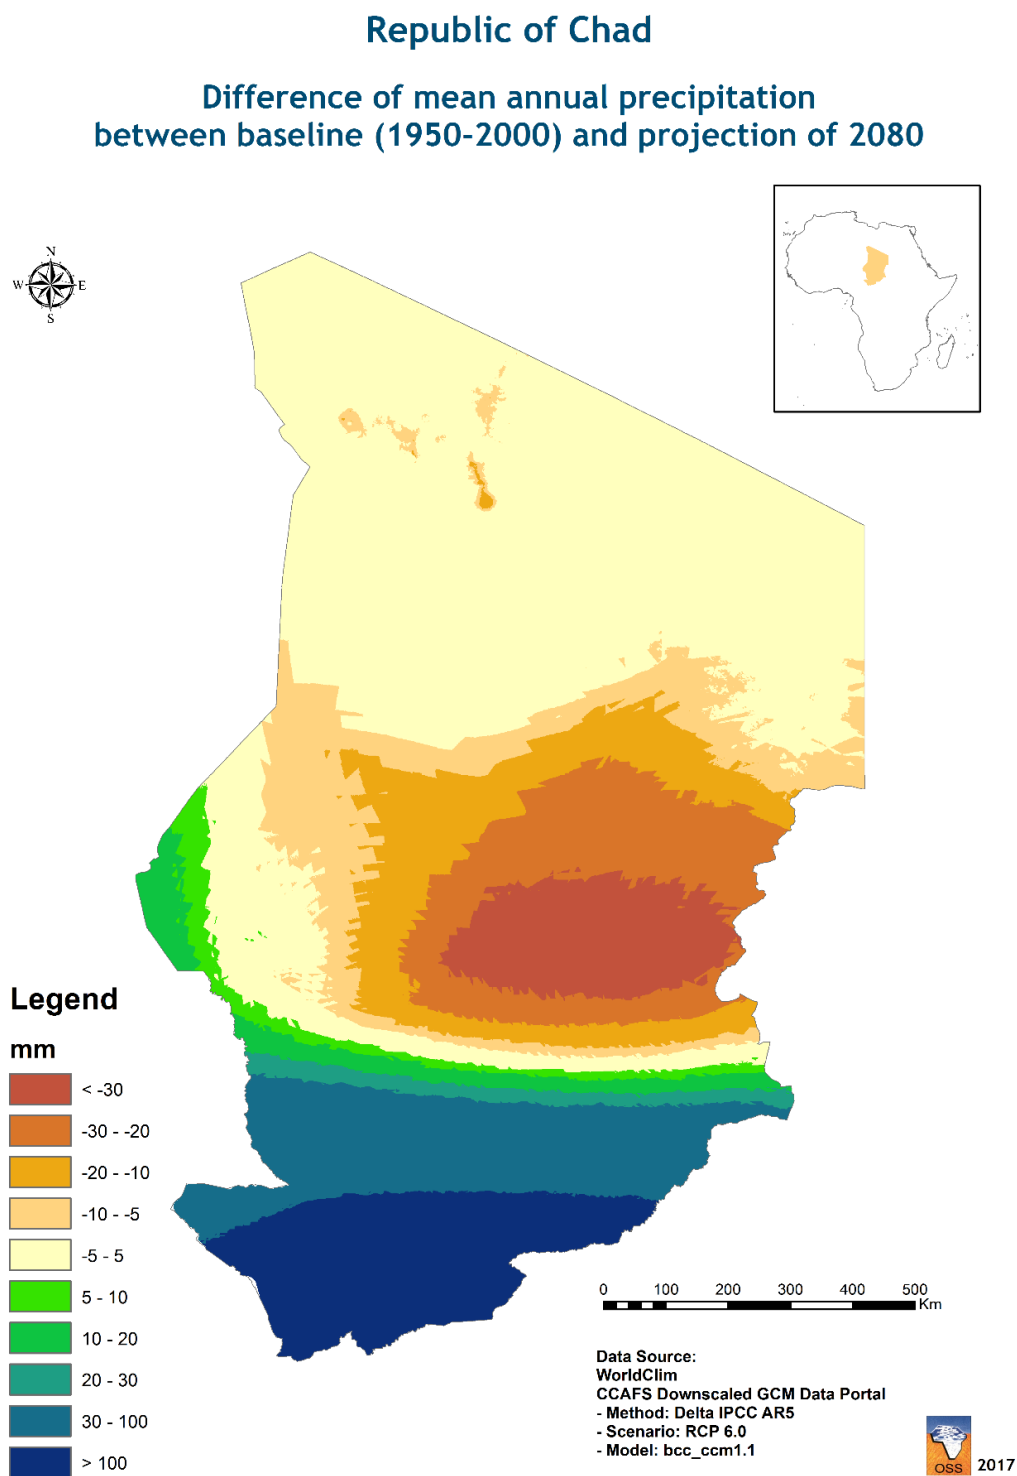 Republic of Chad
Difference of mean annual precipitation
between baseline (1950-2000) and projection of 2080
N
W
E
S
Legend
mm
< -30
-30 - -20
-20 - -10
-10 - -5
-5 - 5
5 - 10
10 - 20
20 - 30
30 - 100
> 100
0 100 200 300 400 500
Km
Data Source:
WorldClim
CCAFS Downscaled GCM Data Portal
- Method: Delta IPCC AR5
- Scenario: RCP 6.0
- Model: bcc_ccm1.1
OSS
2017